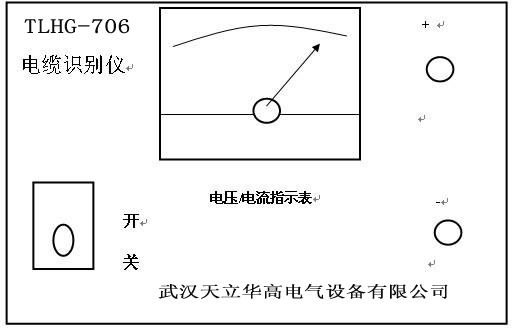 TLHG-706
电缆识别仪
+
电压/电流指示表
-
开
关
武汉天立华高电气设备有限公司